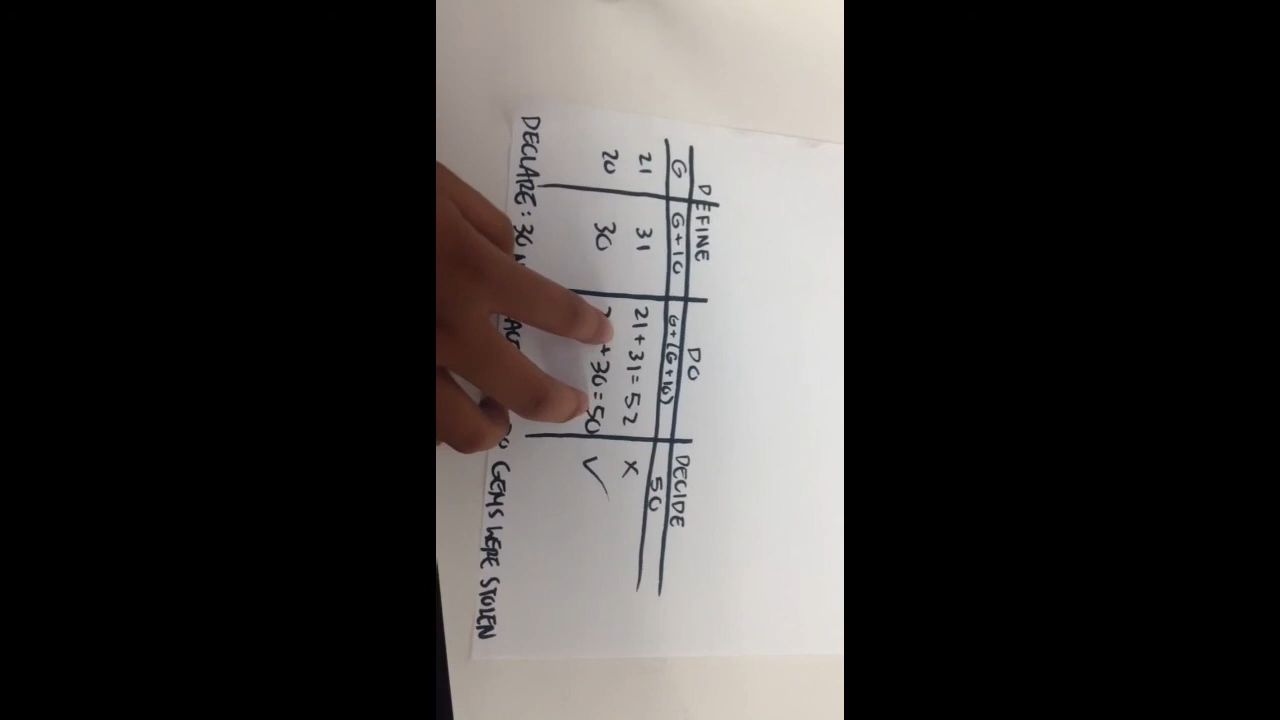 DEFINE DO DECIDE
G G+10 G+(G+10) 50
21 31 21+31=52 x
20 30 +30=50 ✓
DECLARE: 30 GEMS WERE STOLEN